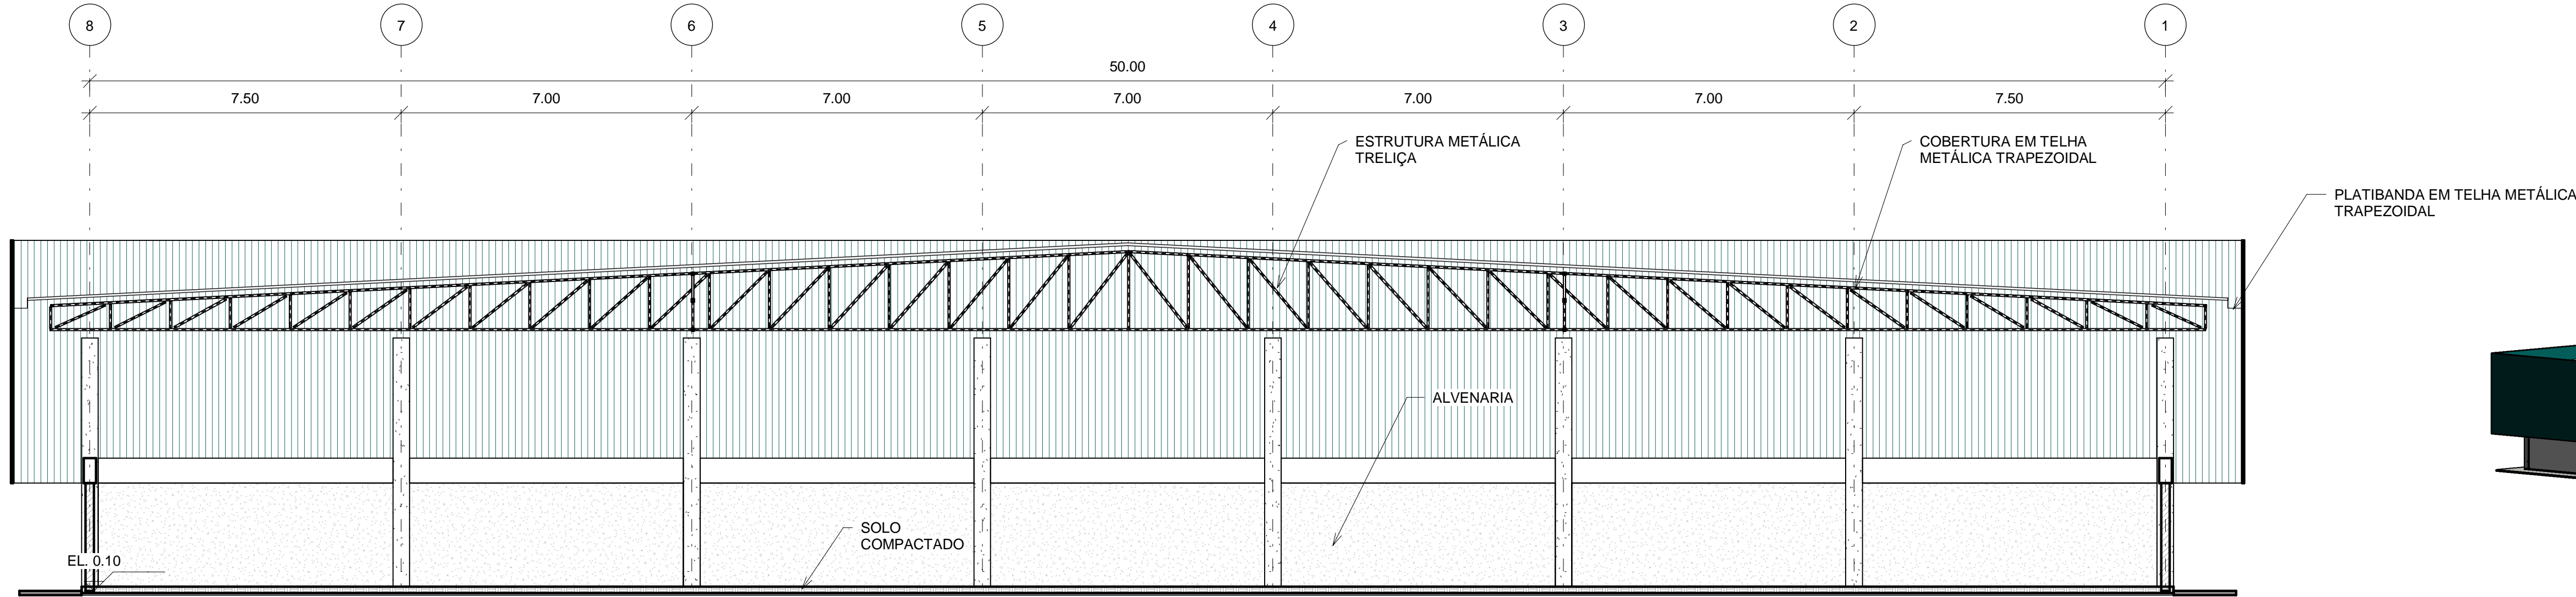 8
7
6
5
4
3
2
1
50.00
7.50
7.00
7.00
7.00
7.00
7.00
7.50
ESTRUTURA METÁLICA
TRELIÇA
COBERTURA EM TELHA
METÁLICA TRAPEZOIDAL
PLATIBANDA EM TELHA METÁLICA
TRAPEZOIDAL
ALVENARIA
SOLO
COMPACTADO
EL. 0.10